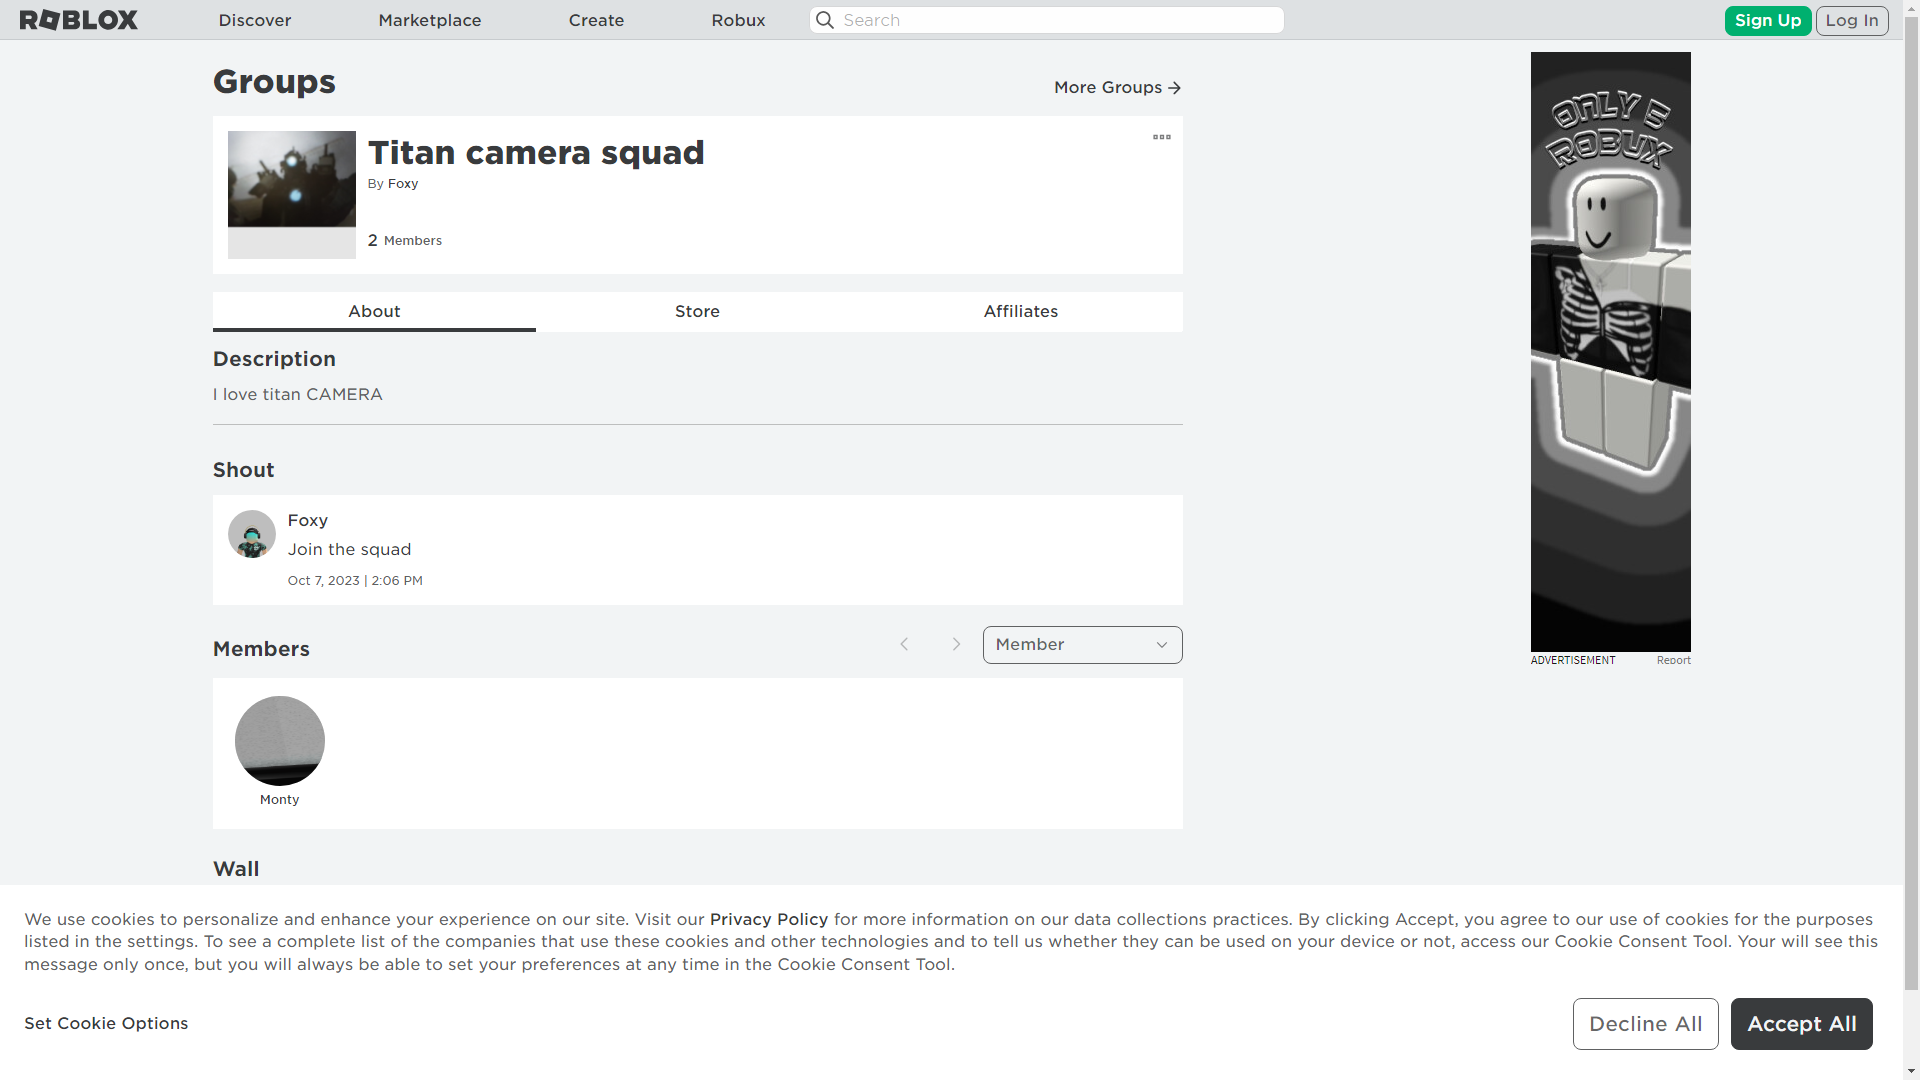 ROBLOX
Discover
Marketplace
Create
Robux
Search
Sign Up
Log In
Groups
More Groups
Titan camera squad
By Foxy
2 Members
About
Store
Affiliates
Description
I love titan CAMERA
Shout
Foxy
Join the squad
Oct 7, 2023 | 2:06 PM
Members
Member
Monty
Wall
ONLY 5
ROBUX
ADVERTISEMENT
Report
We use cookies to personalize and enhance your experience on our site. Visit our Privacy Policy for more information on our data collections practices. By clicking Accept, you agree to our use of cookies for the purposes
listed in the settings. To see a complete list of the companies that use these cookies and other technologies and to tell us whether they can be used on your device or not, access our Cookie Consent Tool. Your will see this
message only once, but you will always be able to set your preferences at any time in the Cookie Consent Tool.
Set Cookie Options
Decline All
Accept All